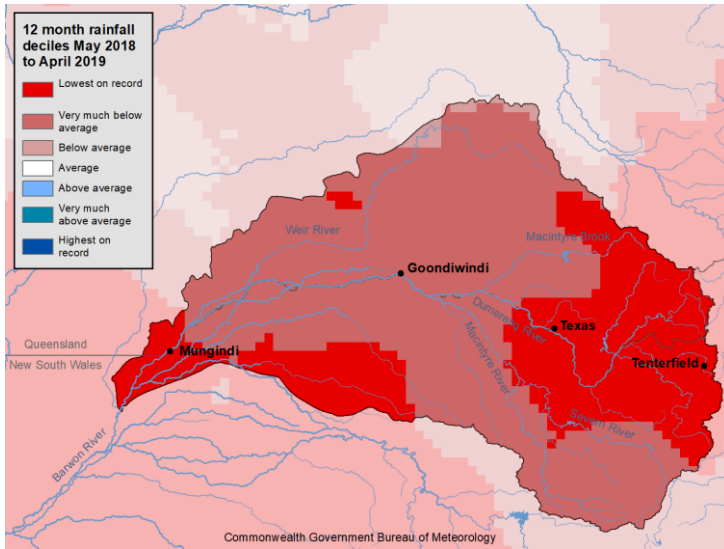 12 month rainfall
deciles May 2018
to April 2019
Lowest on record
Very much below
average
Below average
Average
Above average
Very much
above average
Highest on
record
Weir River
Macintyre Brook
Goondiwindi
Dumeresq River
Texas
Queensland
New South Wales
Mungindi
Macintyre River
Tenterfield
Severn River
Barwon River
Commonwealth Government Bureau of Meteorology